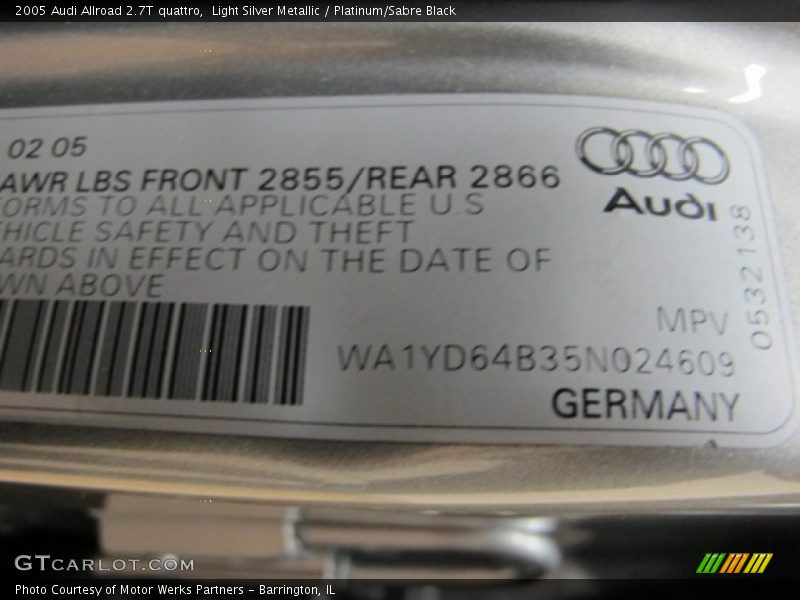 2005 Audi Allroad 2.7T quattro, Light Silver Metallic / Platinum/Sabre Black
02 05
AWR LBS FRONT 2855/REAR 2866
ORMS TO ALL APPLICABLE U.S
HICLE SAFETY AND THEFT
ARDS IN EFFECT ON THE DATE OF
WN ABOVE
Audi
0532138
MPV
WA1YD64B35N024609
GERMANY
GTCARLOT.COM
Photo Courtesy of Motor Werks Partners - Barrington, IL